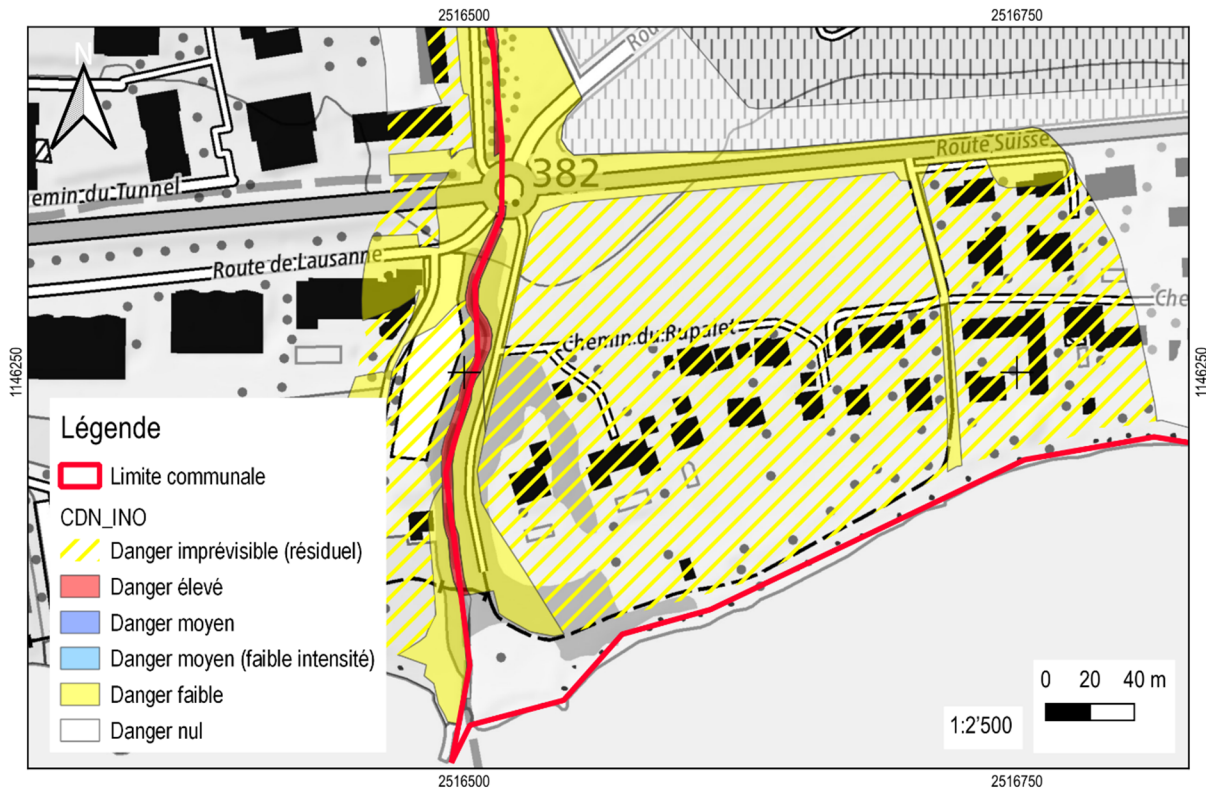 2516500
2516750
N
Rou
382
Route Suisse
emin du Tunnel
Route de Lausanne
Che
Chemin du Rupalet
1146250
1146250
Légende
Limite communale
CDN_INO
Danger imprévisible (résiduel)
Danger élevé
Danger moyen
Danger moyen (faible intensité)
Danger faible
Danger nul
0 20 40 m
1:2'500
2516500
2516750